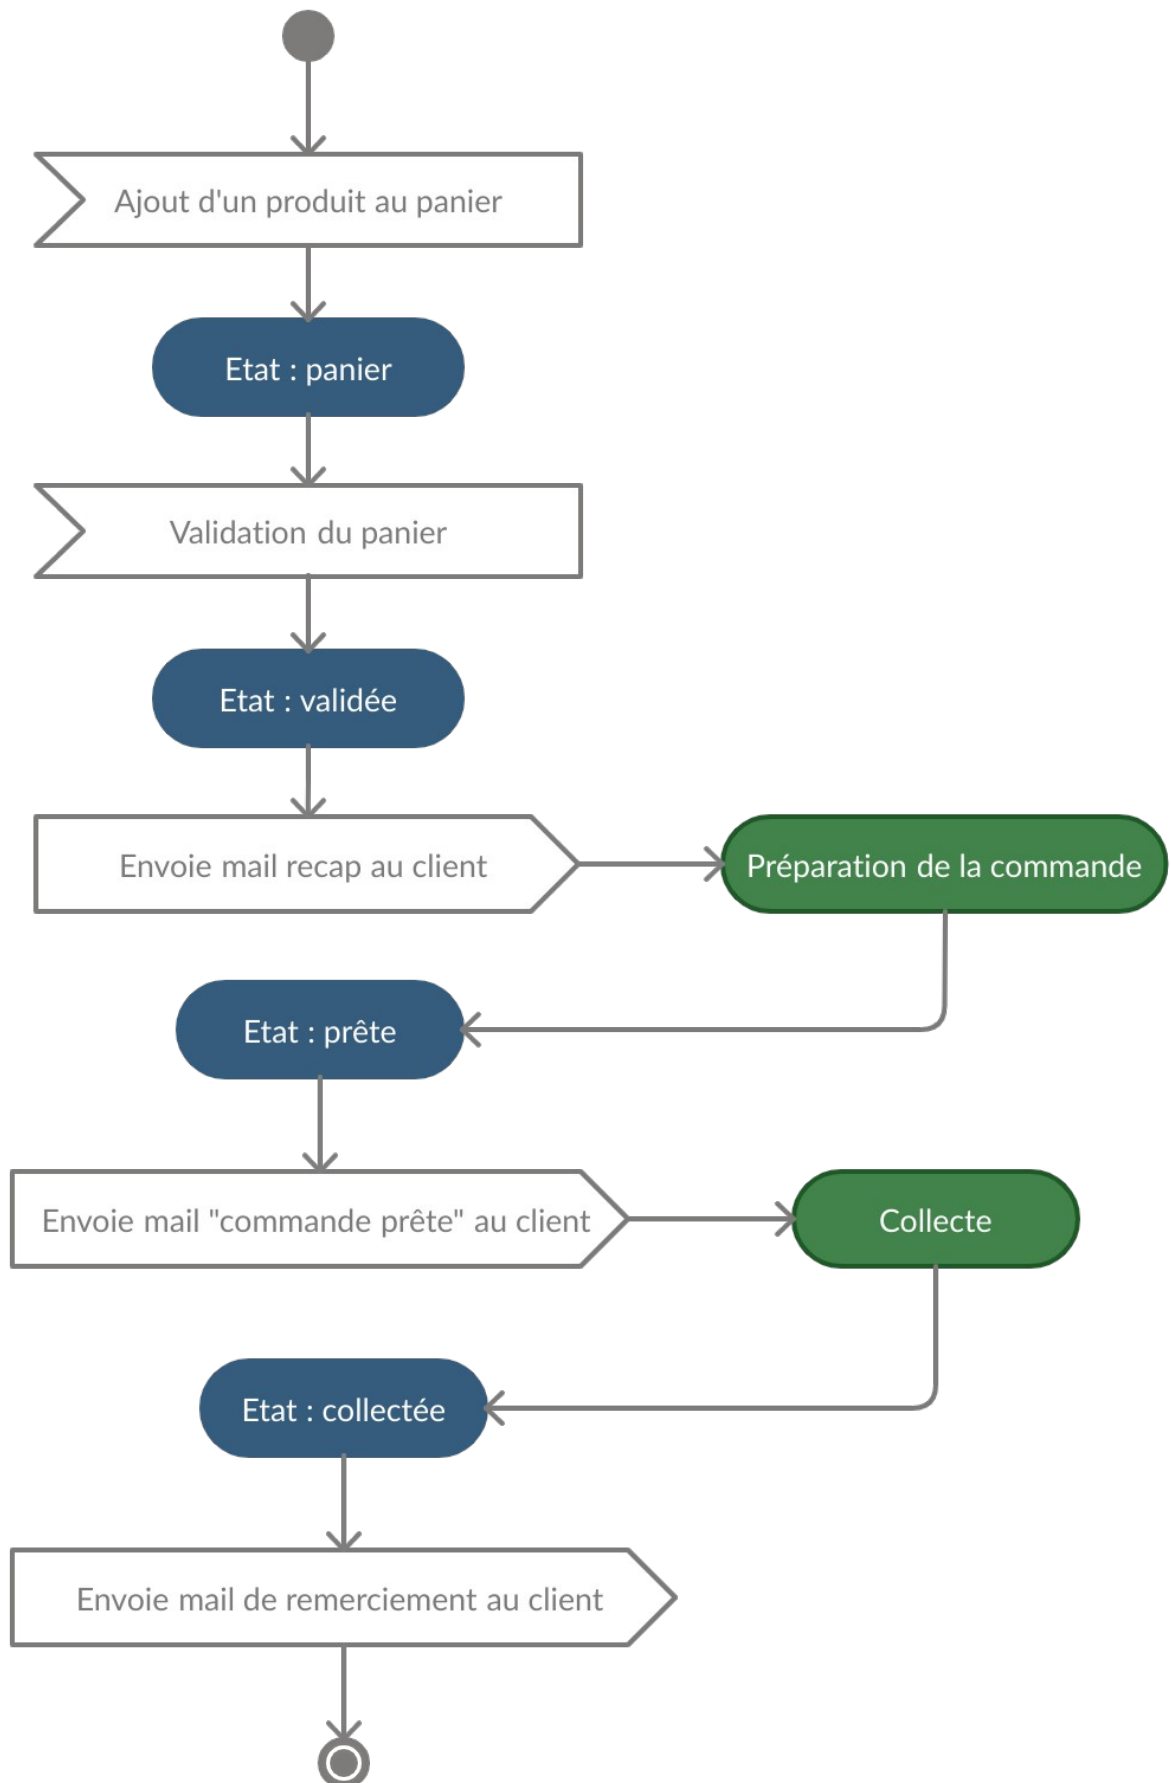 Ajout d'un produit au panier
Etat : panier
Validation du panier
Etat : validée
Envoie mail recap au client
Préparation de la commande
Etat : prête
Envoie mail "commande prête" au client
Collecte
Etat : collectée
Envoie mail de remerciement au client